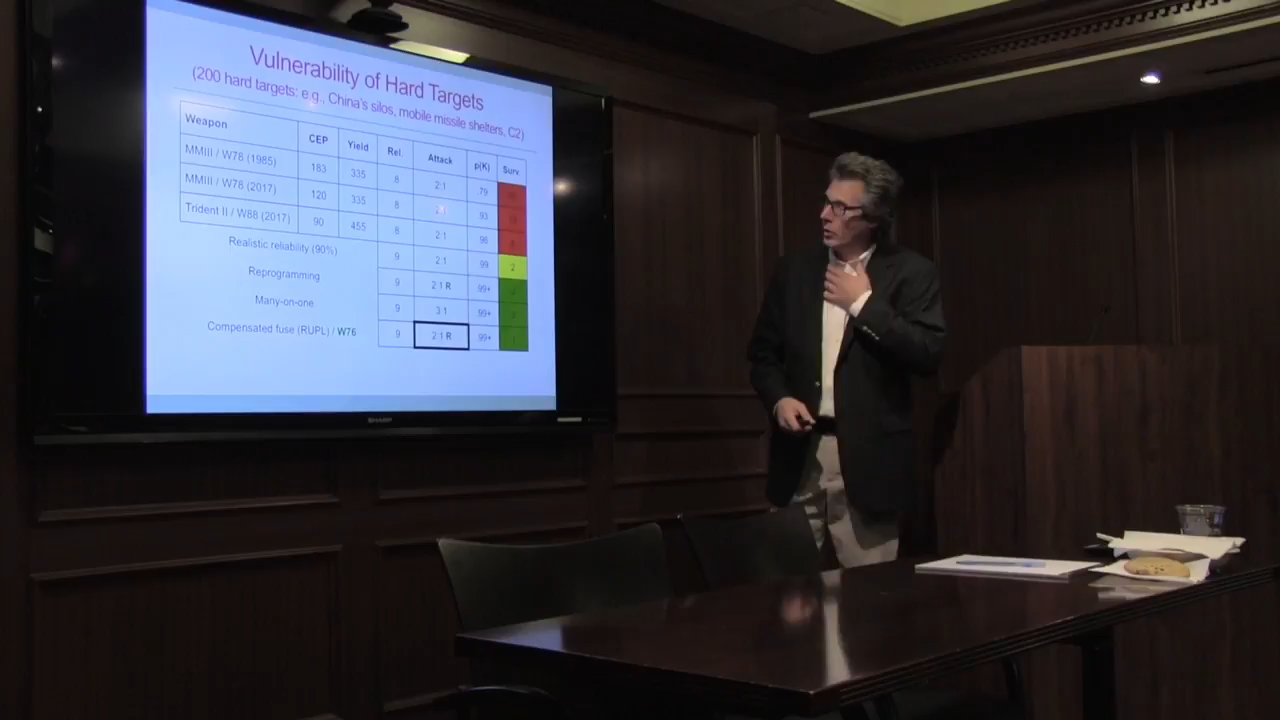 Vulnerability of Hard Targets
(200 hard targets: e.g., China's silos, mobile missile shelters, C2)
Weapon CEP Yield Rel. Attack p(K) Surv
MMIII / W78 (1985) 183 335 .8 2:1 .79
MMIII / W78 (2017) 120 335 .8 .93
Trident II / W88 (2017) 90 455 .8 2:1 .96
Realistic reliability (90%) .9 2:1 .99 2
Reprogramming .9 2:1 R .99+
Many-on-one .9 3:1 .99+
Compensated fuse (RUPL) / W76 .9 2:1 R .99+
SHARP